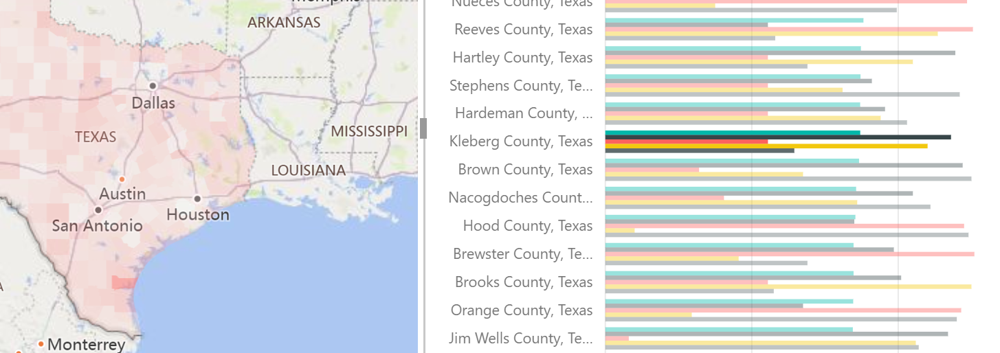 Memphis
ARKANSAS
Dallas
TEXAS
MISSISSIPPI
LOUISIANA
Austin
Houston
San Antonio
A
Monterrey
Nueces County, Texas
Reeves County, Texas
Hartley County, Texas
Stephens County, Te...
Hardeman County, ...
Kleberg County, Texas
Brown County, Texas
Nacogdoches Count...
Hood County, Texas
Brewster County, Te...
Brooks County, Texas
Orange County, Texas
Jim Wells County, Te...